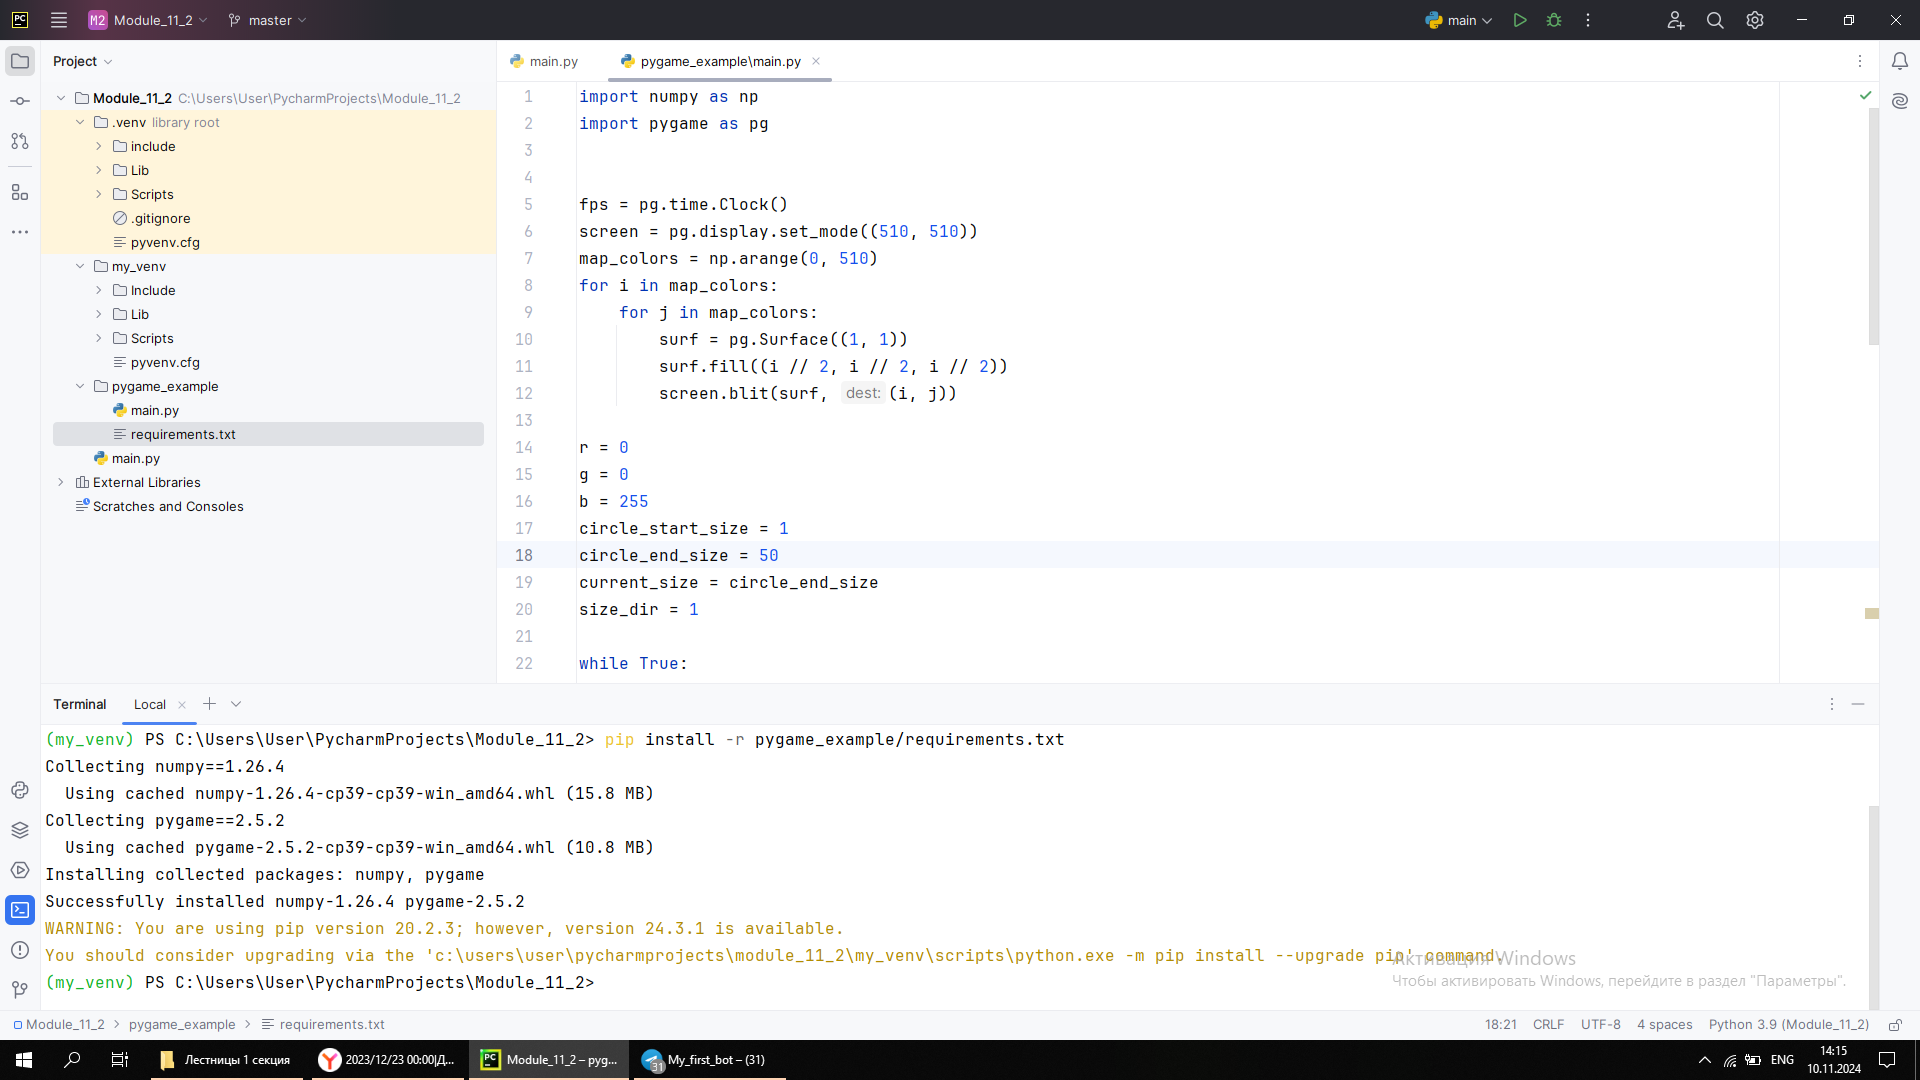 PC M2 Module_11_2 master main
Project
Module_11_2 C:\Users\User\PycharmProjects\Module_11_2
.venv library root
include
Lib
Scripts
.gitignore
pyvenv.cfg
my_venv
Include
Lib
Scripts
pyvenv.cfg
pygame_example
main.py
requirements.txt
main.py
External Libraries
Scratches and Consoles
main.py pygame_example\main.py
1 import numpy as np
2 import pygame as pg
3
4
5 fps = pg.time.Clock()
6 screen = pg.display.set_mode((510, 510))
7 map_colors = np.arange(0, 510)
8 for i in map_colors:
9 for j in map_colors:
10 surf = pg.Surface((1, 1))
11 surf.fill((i // 2, i // 2, i // 2))
12 screen.blit(surf, dest: (i, j))
13
14 r = 0
15 g = 0
16 b = 255
17 circle_start_size = 1
18 circle_end_size = 50
19 current_size = circle_end_size
20 size_dir = 1
21
22 while True:
Terminal Local
(my_venv) PS C:\Users\User\PycharmProjects\Module_11_2> pip install -r pygame_example/requirements.txt
Collecting numpy==1.26.4
Using cached numpy-1.26.4-cp39-cp39-win_amd64.whl (15.8 MB)
Collecting pygame==2.5.2
Using cached pygame-2.5.2-cp39-cp39-win_amd64.whl (10.8 MB)
Installing collected packages: numpy, pygame
Successfully installed numpy-1.26.4 pygame-2.5.2
WARNING: You are using pip version 20.2.3; however, version 24.3.1 is available.
You should consider upgrading via the 'c:\users\user\pycharmprojects\module_11_2\my_venv\scripts\python.exe -m pip install --upgrade pip' command.
(my_venv) PS C:\Users\User\PycharmProjects\Module_11_2>
Активация Windows
Чтобы активировать Windows, перейдите в раздел "Параметры".
Module_11_2 > pygame_example > requirements.txt 18:21 CRLF UTF-8 4 spaces Python 3.9 (Module_11_2)
Лестницы 1 секция 2023/12/23 00:00|Д... PC Module_11_2 – pyg... 31 My_first_bot – (31) ENG 14:15
10.11.2024